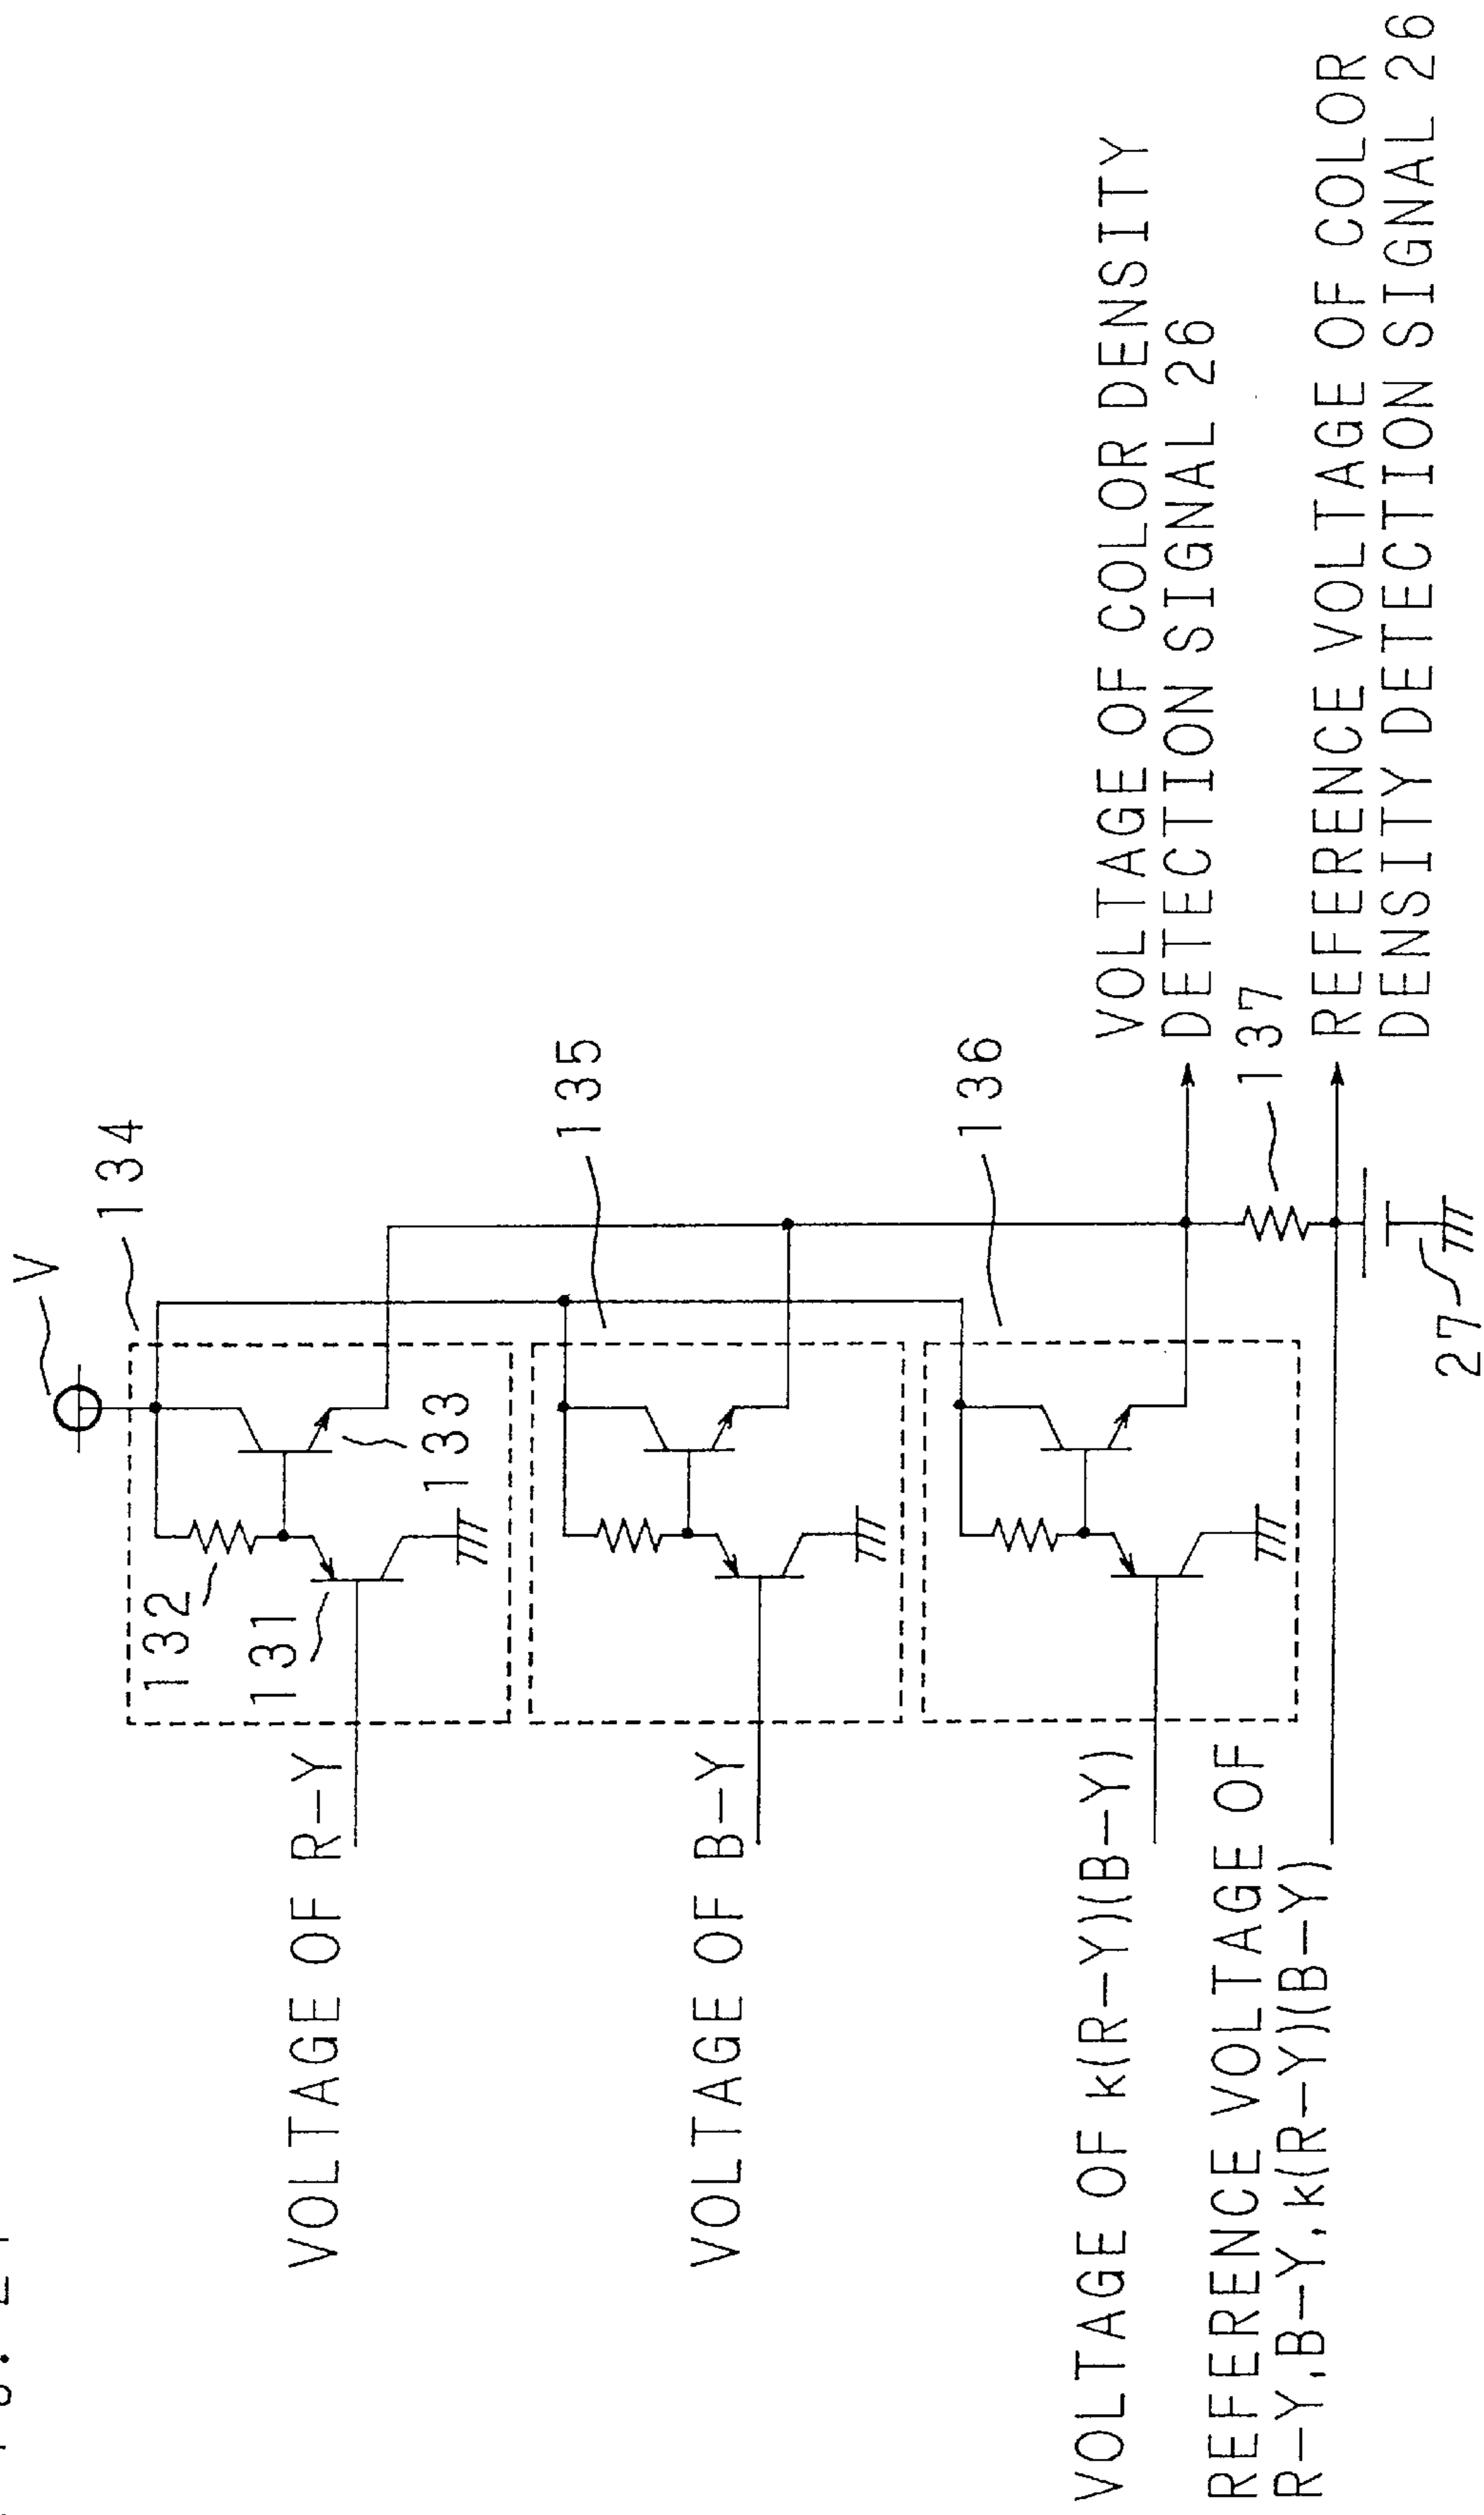 V
134
132
131
133
VOLTAGE OF R-Y
135
VOLTAGE OF B-Y
136
VOLTAGE OF k(R-Y)(B-Y)
VOLTAGE OF COLOR DENSITY
DETECTION SIGNAL 26
137
REFERENCE VOLTAGE OF
R-Y,B-Y,k(R-Y)(B-Y)
REFERENCE VOLTAGE OF COLOR
DENSITY DETECTION SIGNAL 26
27